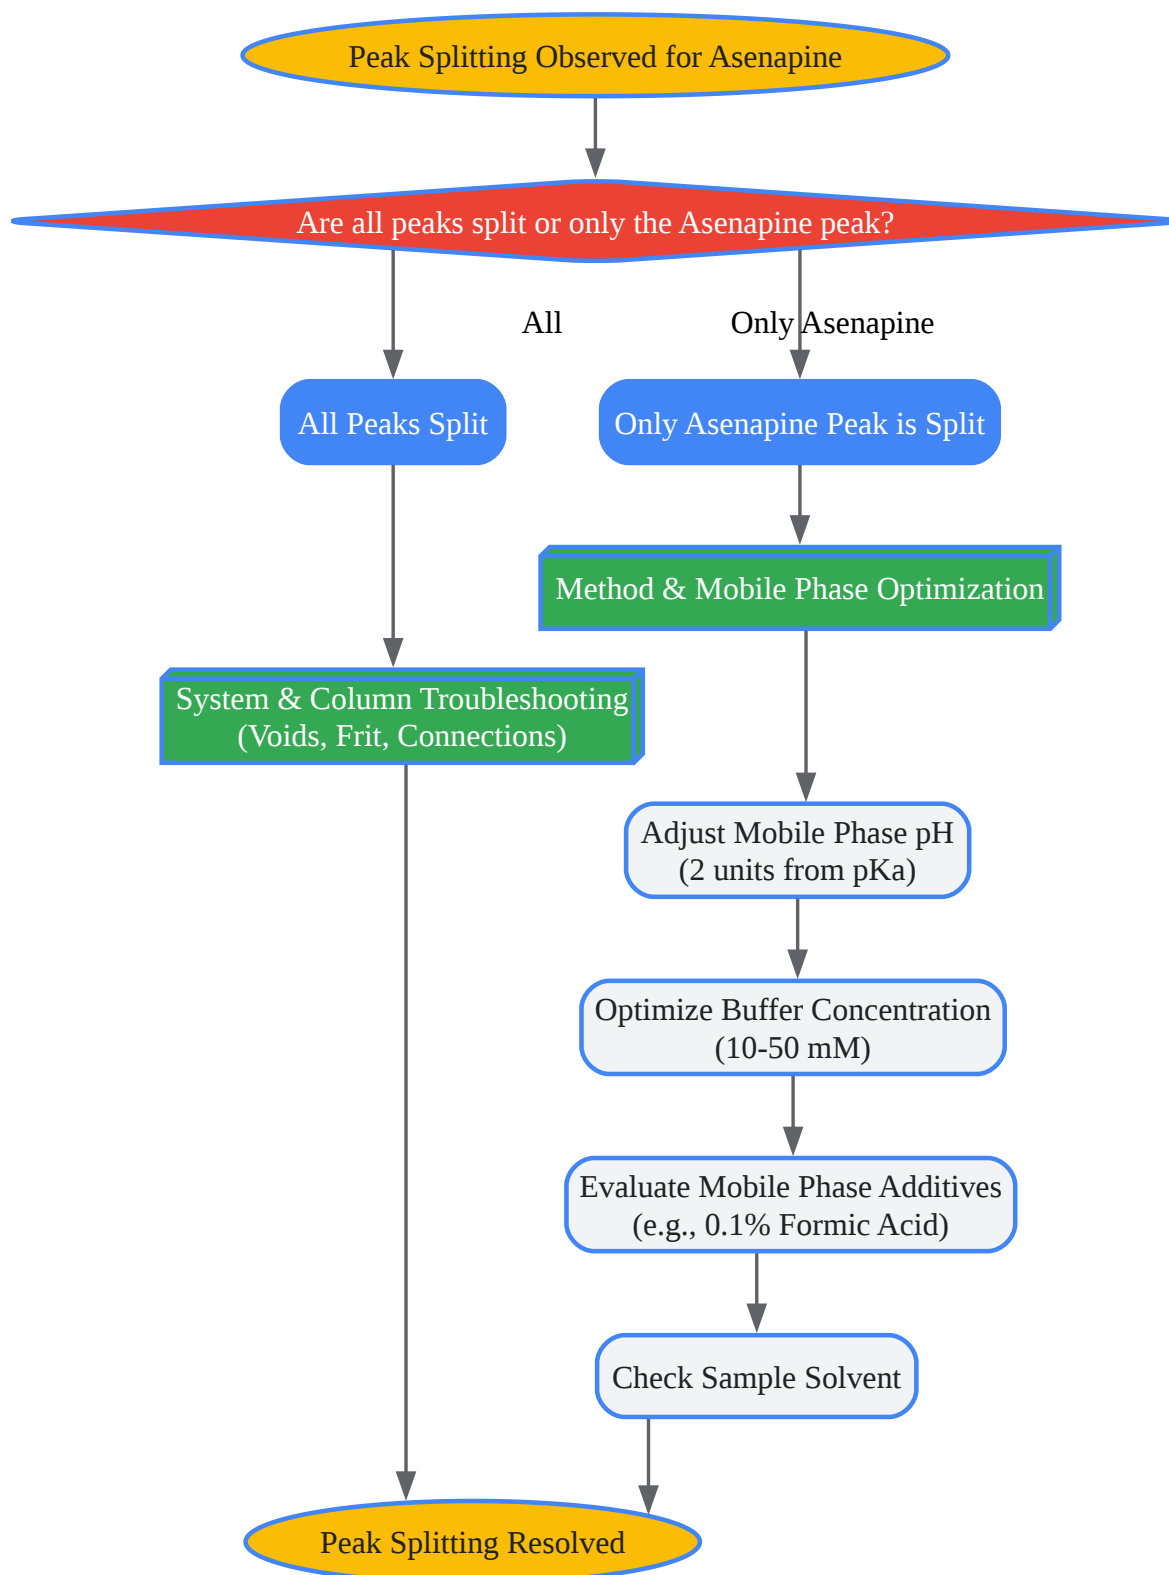 Peak Splitting Observed for Asenapine
Are all peaks split or only the Asenapine peak?
All
Only Asenapine
All Peaks Split
Only Asenapine Peak is Split
Method & Mobile Phase Optimization
System & Column Troubleshooting
(Voids, Frit, Connections)
Adjust Mobile Phase pH
(2 units from pKa)
Optimize Buffer Concentration
(10-50 mM)
Evaluate Mobile Phase Additives
(e.g., 0.1% Formic Acid)
Check Sample Solvent
Peak Splitting Resolved